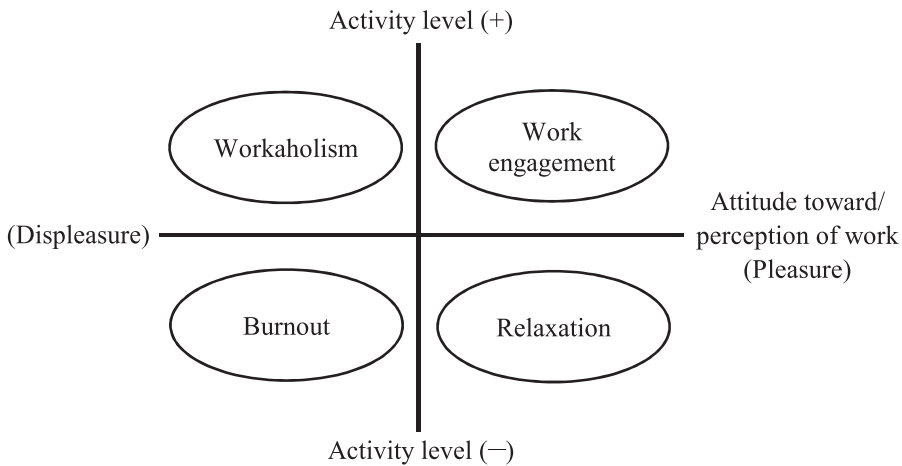 Activity level (+)
Workaholism
Work
engagement
(Displeasure)
Attitude toward/
perception of work
(Pleasure)
Burnout
Relaxation
Activity level (−)